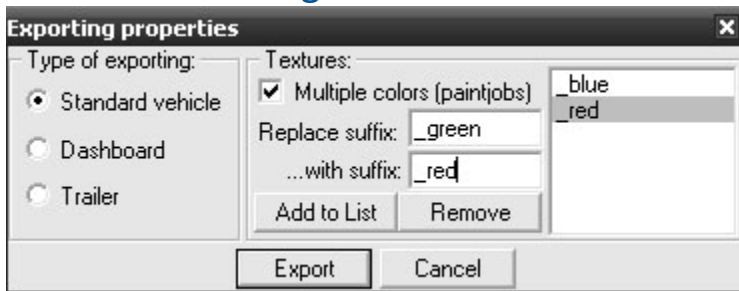 Exporting properties
Type of exporting:
Standard vehicle
Dashboard
Trailer
Textures:
Multiple colors (paintjobs)
Replace suffix: _green
...with suffix: _red
Add to List Remove
_blue
_red
Export Cancel